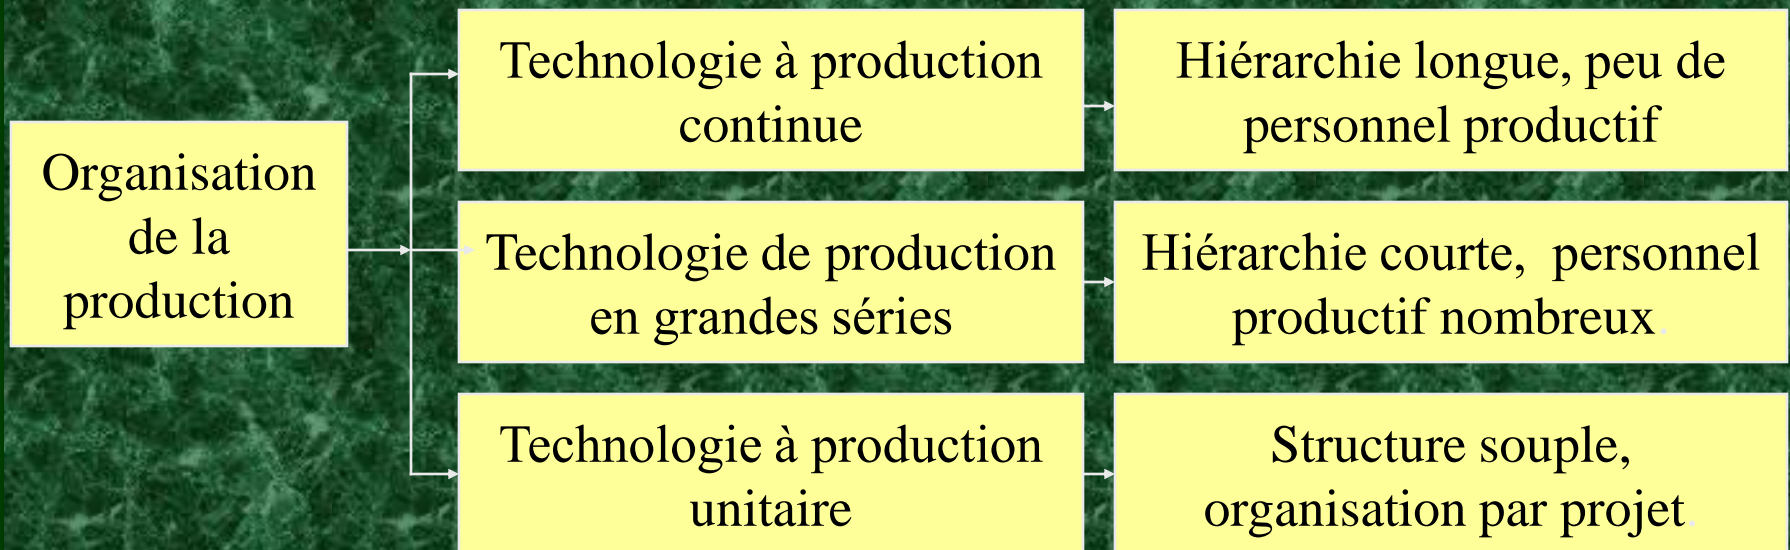 Organisation
de la
production
Technologie à production
continue
Hiérarchie longue, peu de
personnel productif
Technologie de production
en grandes séries
Hiérarchie courte,  personnel
productif nombreux.
Technologie à production
unitaire
Structure souple,
organisation par projet.